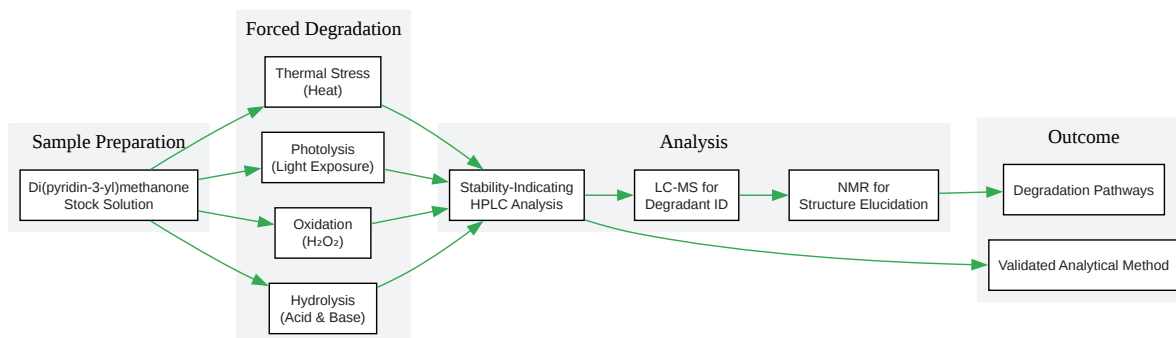 Forced Degradation
Thermal Stress
(Heat)
Photolysis
(Light Exposure)
Oxidation
(H₂O₂)
Hydrolysis
(Acid & Base)
Sample Preparation
Di(pyridin-3-yl)methanone
Stock Solution
Analysis
Stability-Indicating
HPLC Analysis
LC-MS for
Degradant ID
NMR for
Structure Elucidation
Outcome
Degradation Pathways
Validated Analytical Method